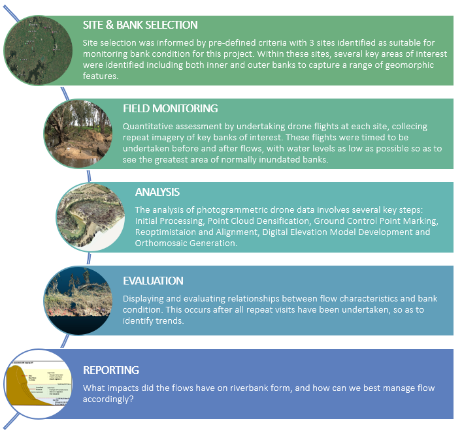 SITE & BANK SELECTION
Site selection was informed by pre-defined criteria with 3 sites identified as suitable for
monitoring bank condition for this project. Within these sites, several key areas of interest
were identified including both inner and outer banks to capture a range of geomorphic
features.
FIELD MONITORING
Quantitative assessment by undertaking drone flights at each site, collecing
repeat imagery of key banks of interest. These flights were timed to be
undertaken before and after flows, with water levels as low as possible so as to
see the greatest area of normally inundated banks.
ANALYSIS
The analysis of photogrammetric drone data involves several key steps:
Initial Processing, Point Cloud Densification, Ground Control Point Marking,
Reoptimistaion and Alignment, Digital Elevation Model Development and
Orthomosaic Generation.
EVALUATION
Displaying and evaluating relationships between flow characteristics and bank
condition. This occurs after all repeat visits have been undertaken, so as to
identify trends.
REPORTING
What impacts did the flows have on riverbank form, and how can we best manage flow
accordingly?